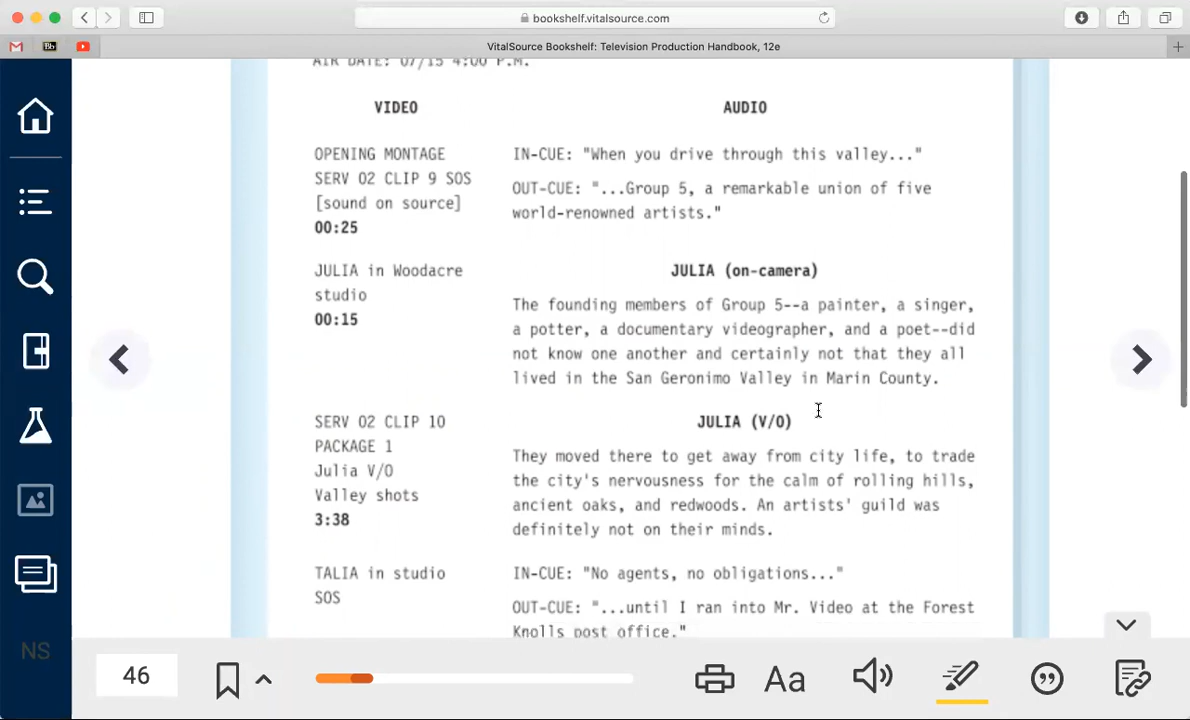 bookshelf.vitalsource.com
VitalSource Bookshelf: Television Production Handbook, 12e
Bb
AIR DATE: 07/15 4:00 P.M.
VIDEO
AUDIO
OPENING MONTAGE
SERV 02 CLIP 9 SOS
[sound on source]
00:25
IN-CUE: "When you drive through this valley..."
OUT-CUE: "...Group 5, a remarkable union of five
world-renowned artists."
JULIA in Woodacre
studio
00:15
JULIA (on-camera)
The founding members of Group 5--a painter, a singer,
a potter, a documentary videographer, and a poet--did
not know one another and certainly not that they all
lived in the San Geronimo Valley in Marin County.
SERV 02 CLIP 10
PACKAGE 1
Julia V/O
Valley shots
3:38
JULIA (V/O)
They moved there to get away from city life, to trade
the city's nervousness for the calm of rolling hills,
ancient oaks, and redwoods. An artists' guild was
definitely not on their minds.
TALIA in studio
SOS
IN-CUE: "No agents, no obligations..."
OUT-CUE: "...until I ran into Mr. Video at the Forest
Knolls post office."
NS
46
Aa